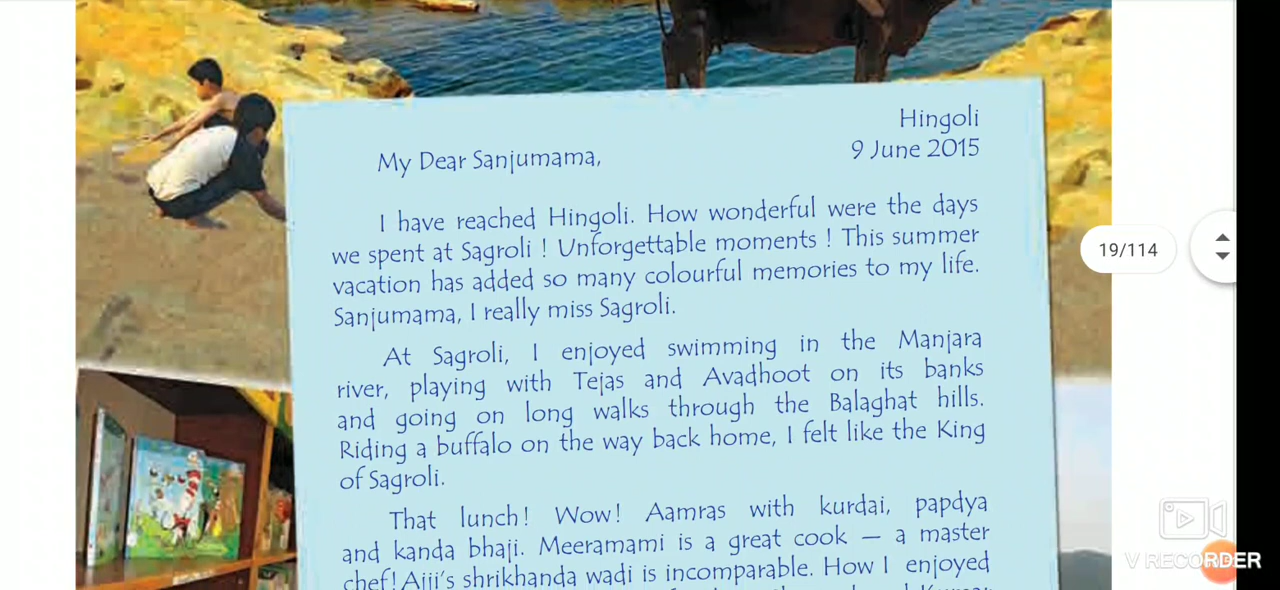 Hingoli
9 June 2015
My Dear Sanjumama,
I have reached Hingoli. How wonderful were the days
we spent at Sagroli ! Unforgettable moments ! This summer
vacation has added so many colourful memories to my life.
Sanjumama, I really miss Sagroli.
At Sagroli, I enjoyed swimming in the Manjara
river, playing with Tejas and Avadhoot on its banks
and going on long walks through the Balaghat hills.
Riding a buffalo on the way back home, I felt like the King
of Sagroli.
That lunch! Wow! Aamras with kurdai, papdya
and kanda bhaji. Meeramami is a great cook — a master
chef! Ajji's shrikhanda wadi is incomparable. How I enjoyed
19/114
V RECORDER